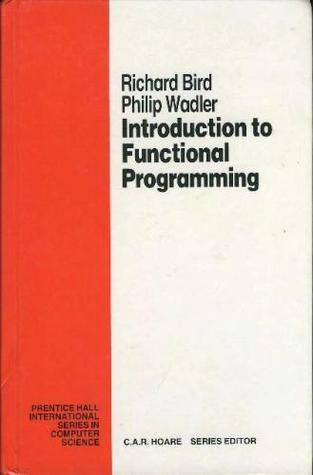 Richard Bird
Philip Wadler
Introduction to
Functional
Programming
PRENTICE HALL
INTERNATIONAL
SERIES IN
COMPUTER
SCIENCE
C.A.R. HOARE SERIES EDITOR